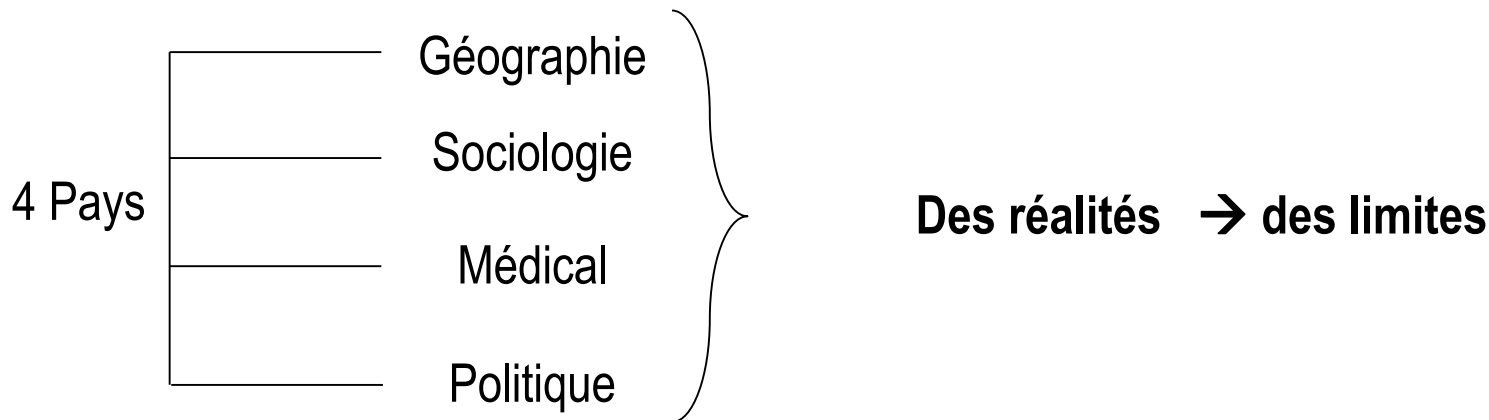 Géographie
Sociologie
4 Pays
Médical
Politique
Des réalités → des limites